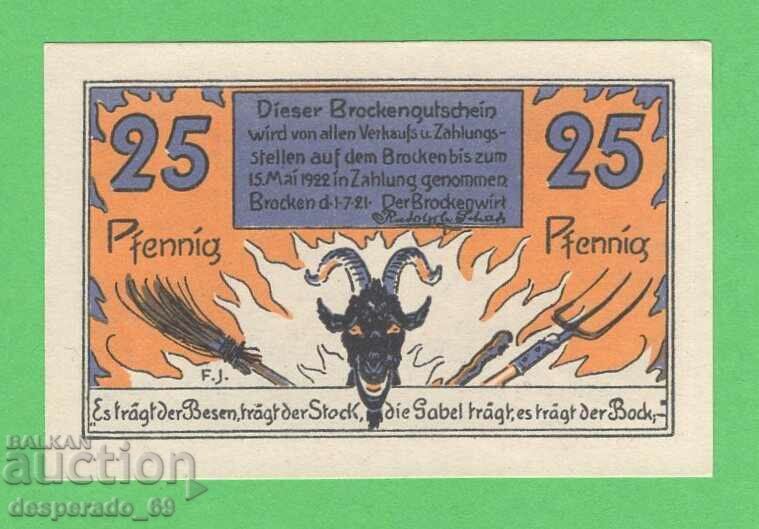 25
Pfennig
Dieser Brockengutschein
wird von allen Verkaufs u. Zahlungs-
stellen auf dem Brocken bis zum
15. Mai 1922 in Zahlung genommen
Brocken d. 1.7.21. Der Brockenwirt
Rudolph Schad
25
Pfennig
F.J.
"Es trägt der Besen, trägt der Stock, die Gabel trägt, es trägt der Bock,-"
BALKAN
auction
desperado_69